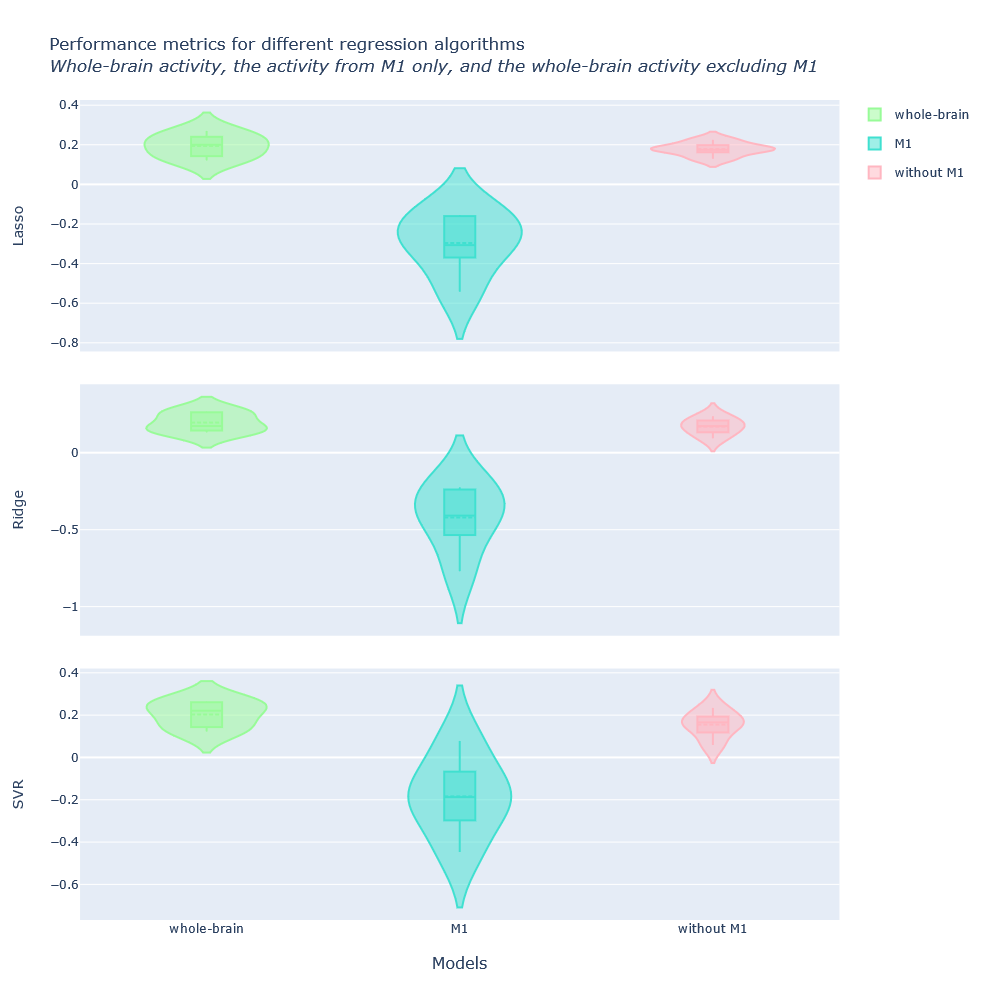 Performance metrics for different regression algorithms
Whole-brain activity, the activity from M1 only, and the whole-brain activity excluding M1
whole-brain
M1
without M1
Lasso
0.4
0.2
0
−0.2
−0.4
−0.6
−0.8
Ridge
0
−0.5
−1
SVR
0.4
0.2
0
−0.2
−0.4
−0.6
whole-brain
M1
without M1
Models